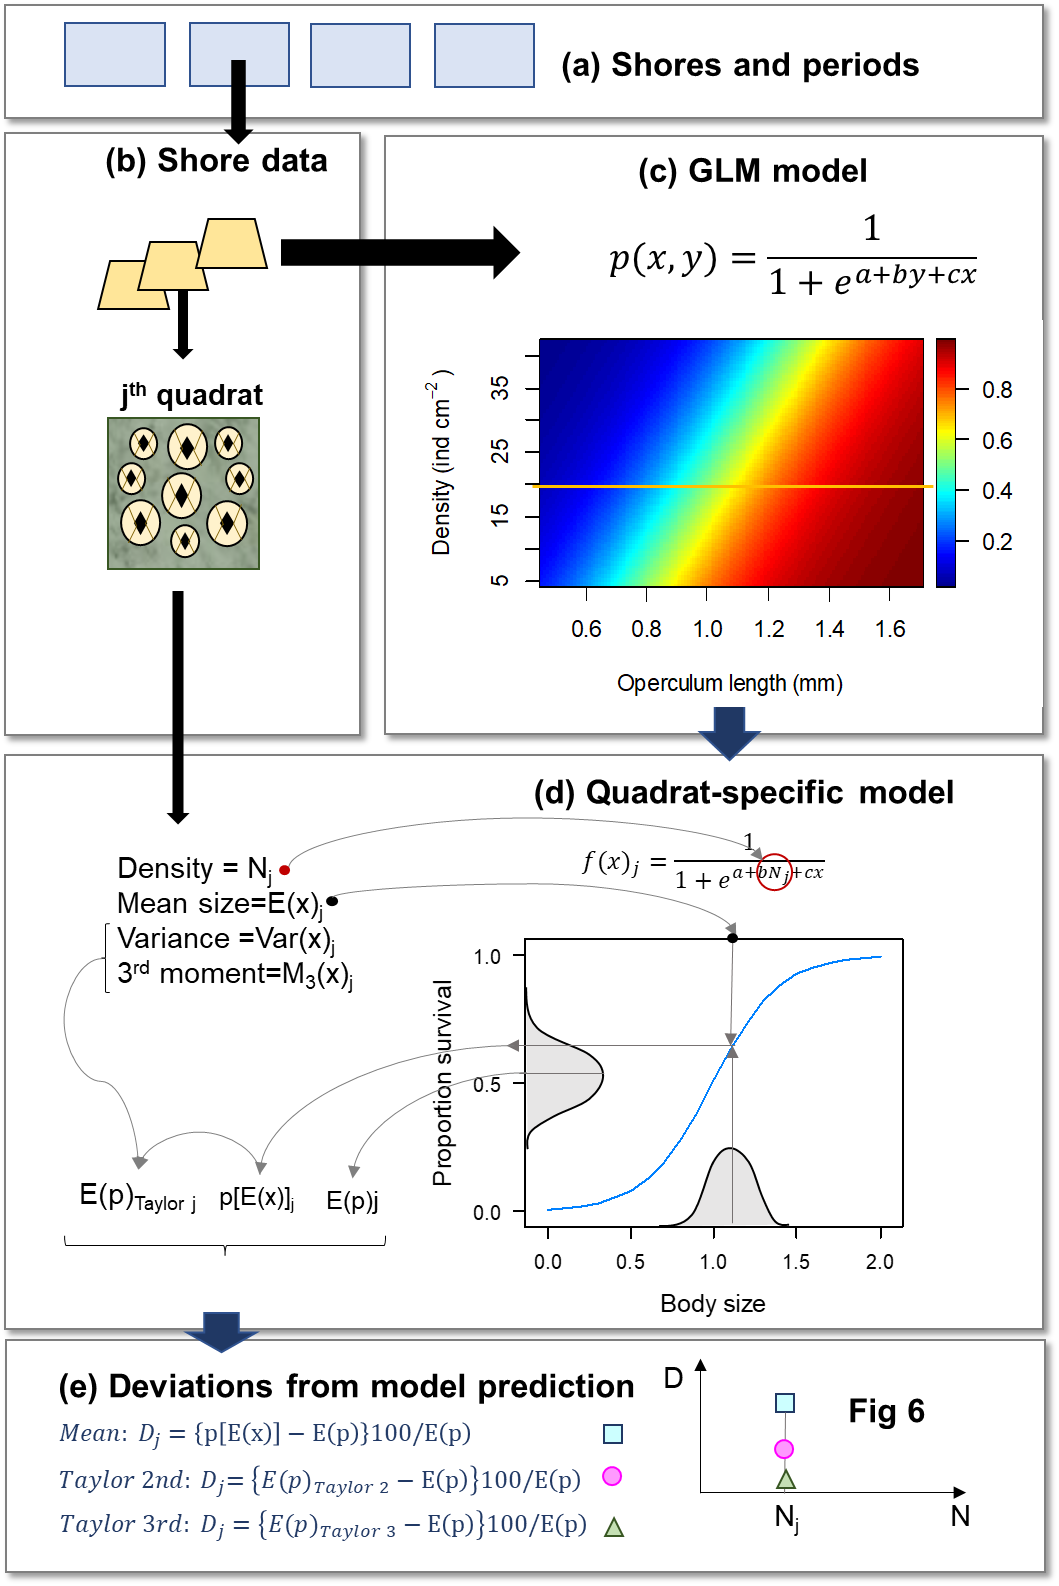 (a) Shores and periods
(b) Shore data
jth quadrat
(c) GLM model
p(x, y) = 1 / 1 + e^a+by+cx
Density (ind cm−2 )
35
25
15
5
0.6 0.8 1.0 1.2 1.4 1.6
Operculum length (mm)
0.8
0.6
0.4
0.2
(d) Quadrat-specific model
f(x)j = 1 / 1 + e^a+bNj+cx
Density = Nj
Mean size=E(x)j
Variance =Var(x)j
3rd moment=M3(x)j
E(p)Taylor j p[E(x)]j E(p)j
Proportion survival
1.0
0.5
0.0
0.0 0.5 1.0 1.5 2.0
Body size
(e) Deviations from model prediction
Mean: Dj = {p[E(x)] − E(p)}100/E(p)
Taylor 2nd: Dj= {E(p)Taylor 2 − E(p)}100/E(p)
Taylor 3rd: Dj = {E(p)Taylor 3 − E(p)}100/E(p)
D
Fig 6
Nj
N